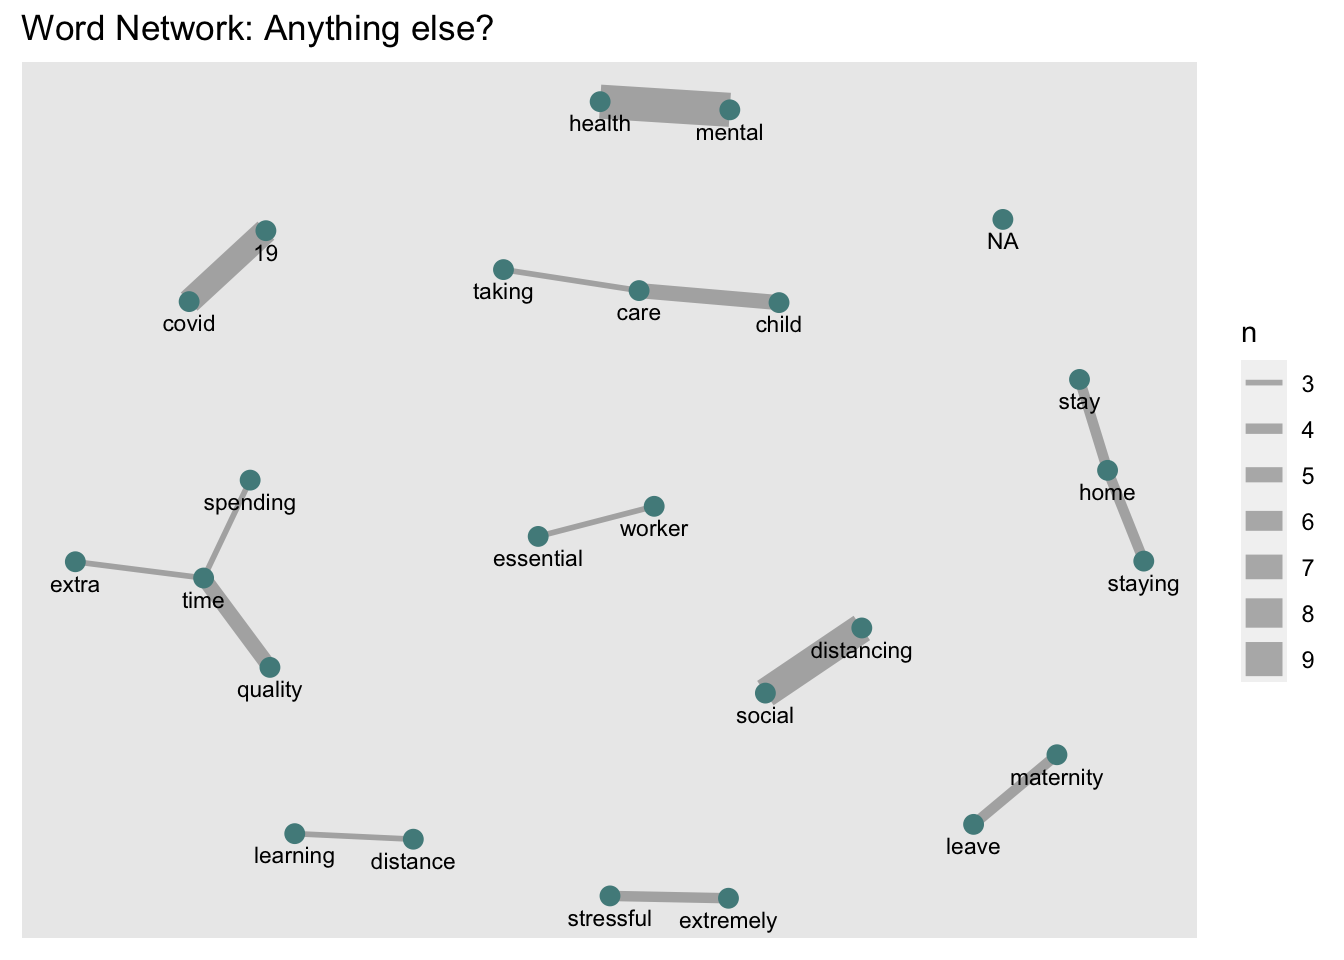 Word Network: Anything else?
health
mental
NA
19
covid
taking
care
child
stay
home
staying
spending
extra
time
quality
worker
essential
distancing
social
maternity
leave
learning
distance
stressful
extremely
n
3
4
5
6
7
8
9